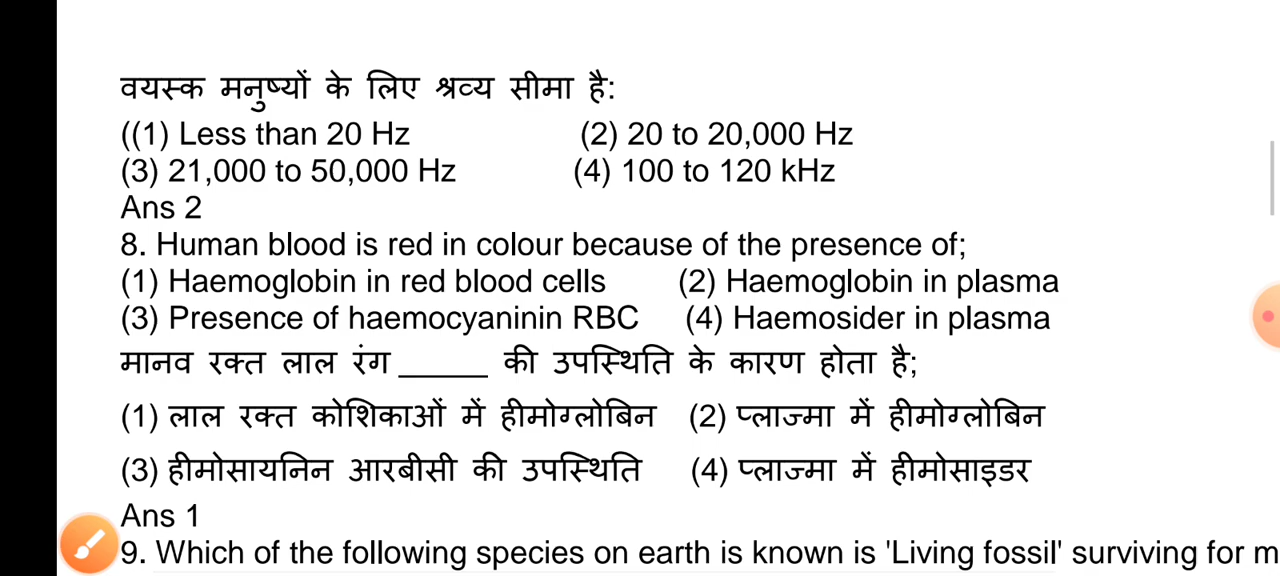 वयस्क मनुष्यों के लिए श्रव्य सीमा है:
((1) Less than 20 Hz (2) 20 to 20,000 Hz
(3) 21,000 to 50,000 Hz (4) 100 to 120 kHz
Ans 2
8. Human blood is red in colour because of the presence of;
(1) Haemoglobin in red blood cells (2) Haemoglobin in plasma
(3) Presence of haemocyaninin RBC (4) Haemosider in plasma
मानव रक्त लाल रंग _____ की उपस्थिति के कारण होता है;
(1) लाल रक्त कोशिकाओं में हीमोग्लोबिन (2) प्लाज्मा में हीमोग्लोबिन
(3) हीमोसायनिन आरबीसी की उपस्थिति (4) प्लाज्मा में हीमोसाइडर
Ans 1
9. Which of the following species on earth is known is 'Living fossil' surviving for m